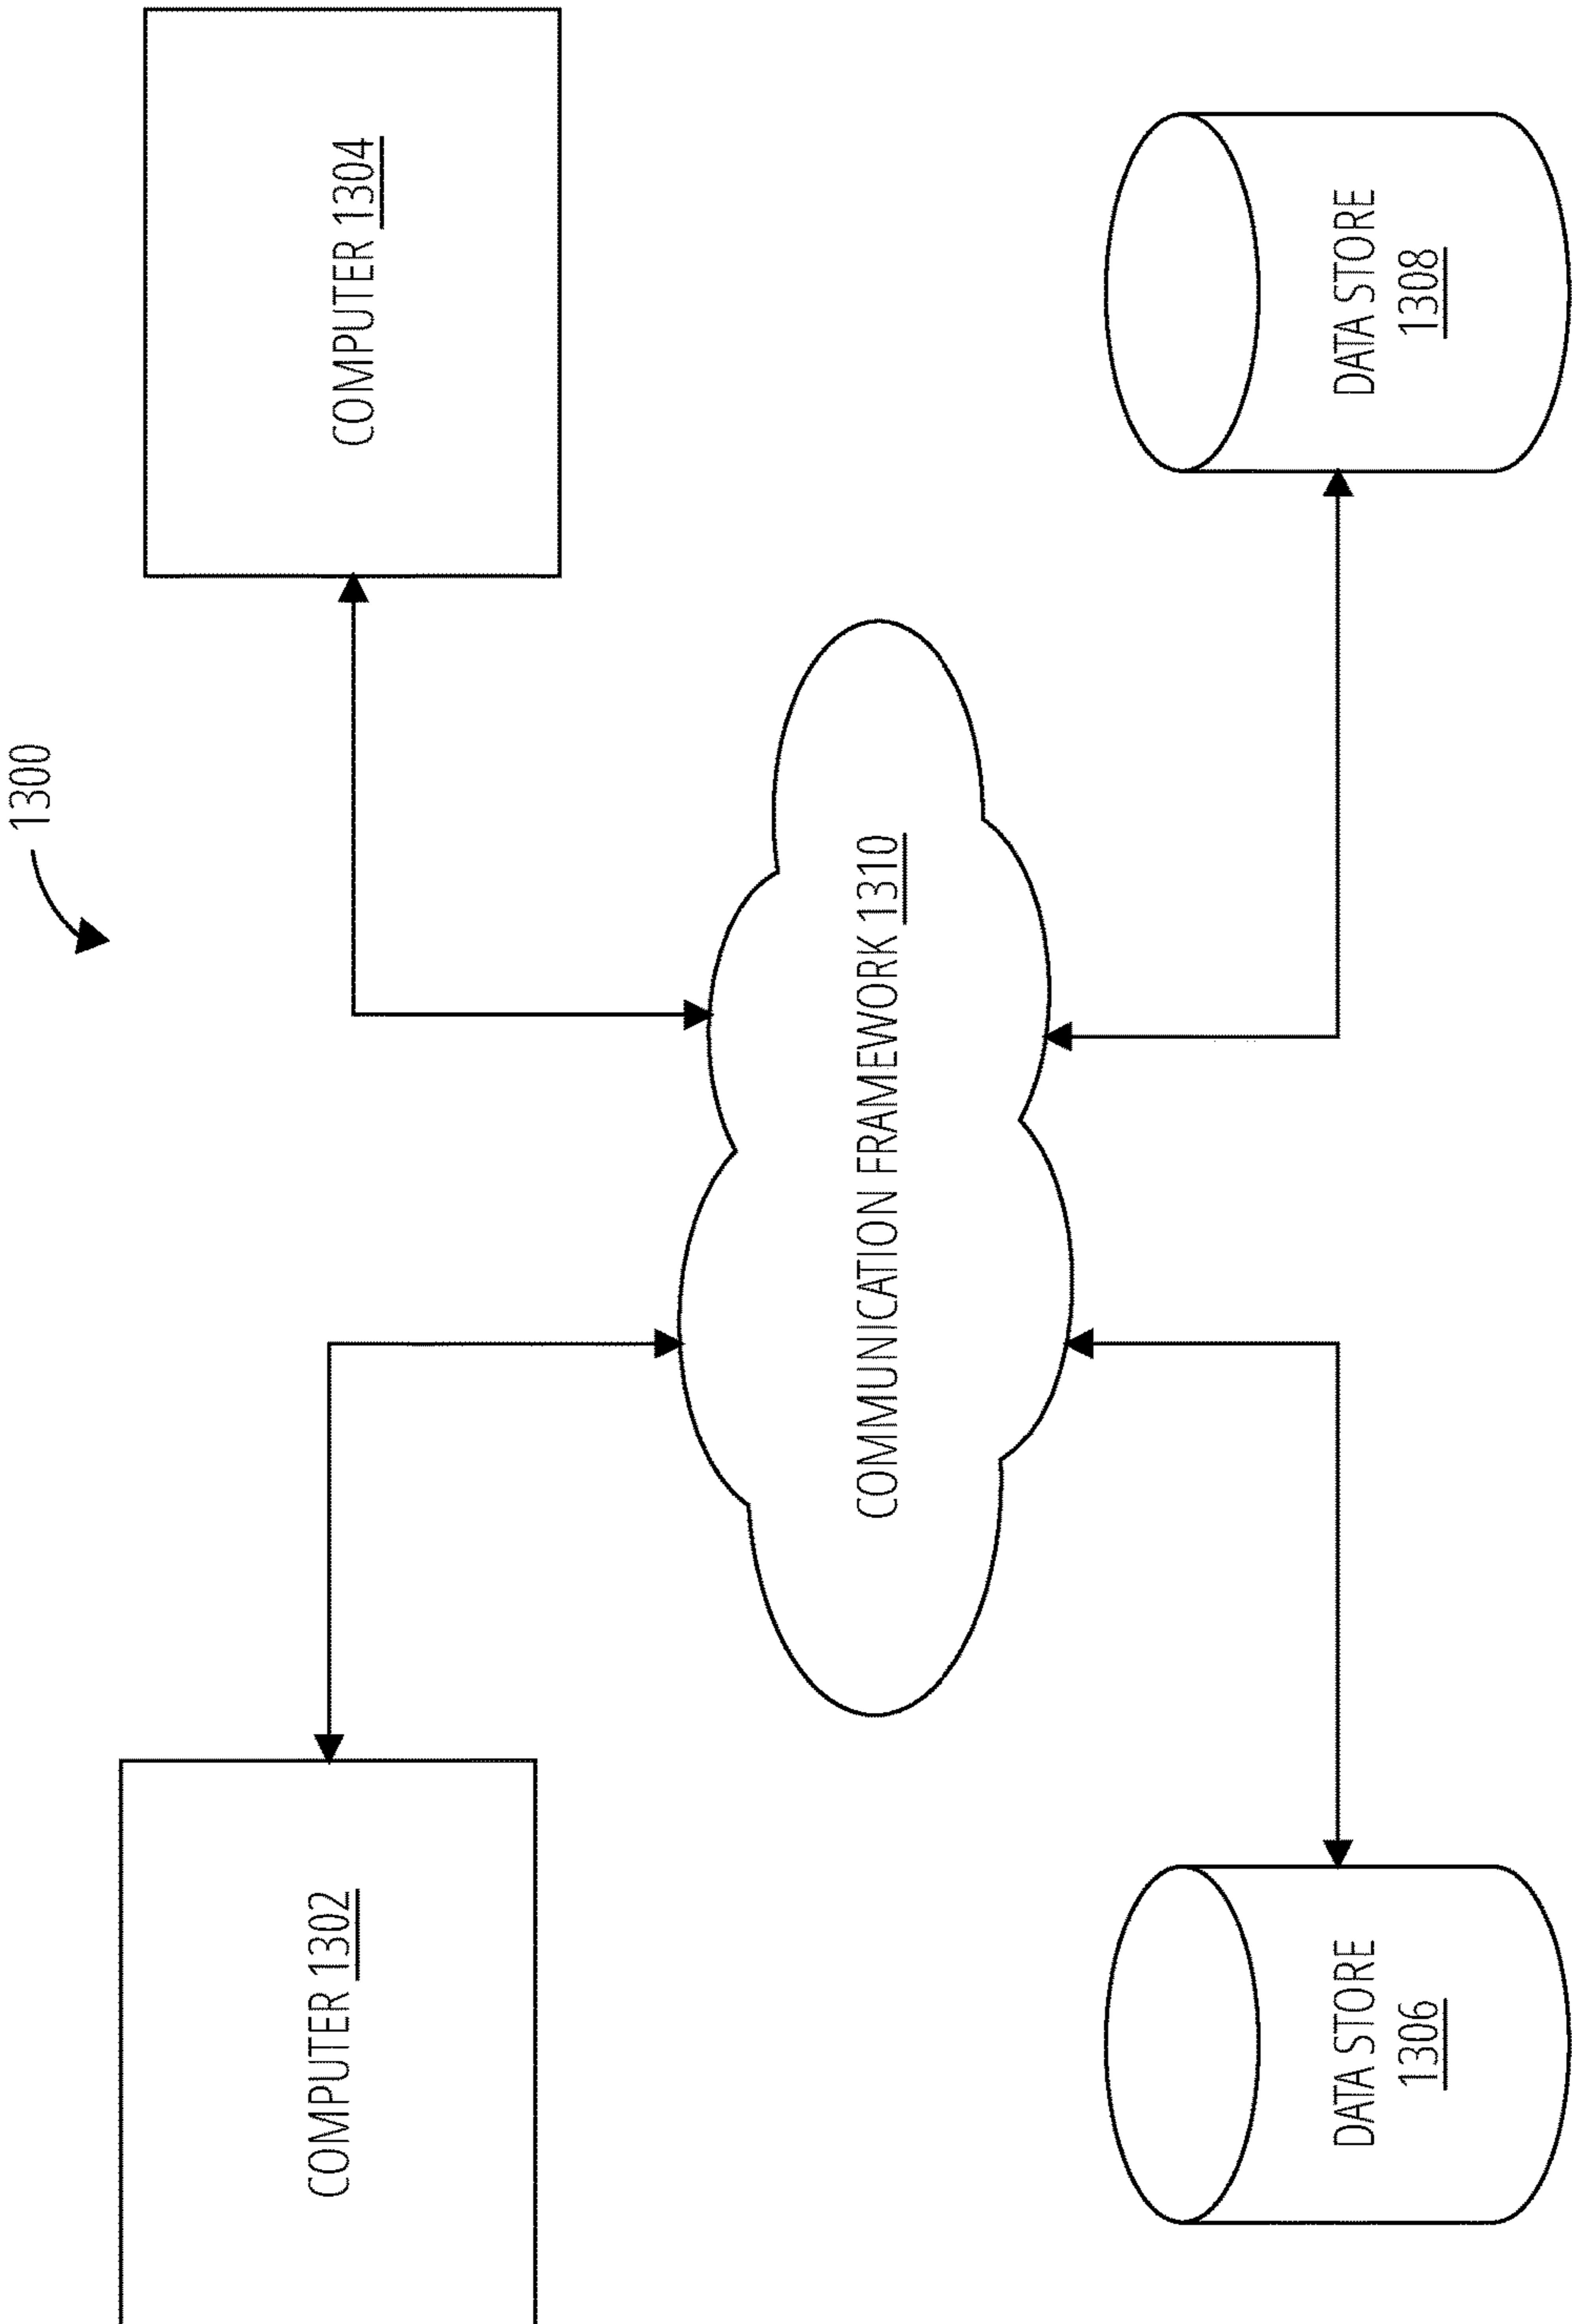 1300
COMPUTER 1302
COMPUTER 1304
COMMUNICATION FRAMEWORK 1310
DATA STORE
1306
DATA STORE
1308